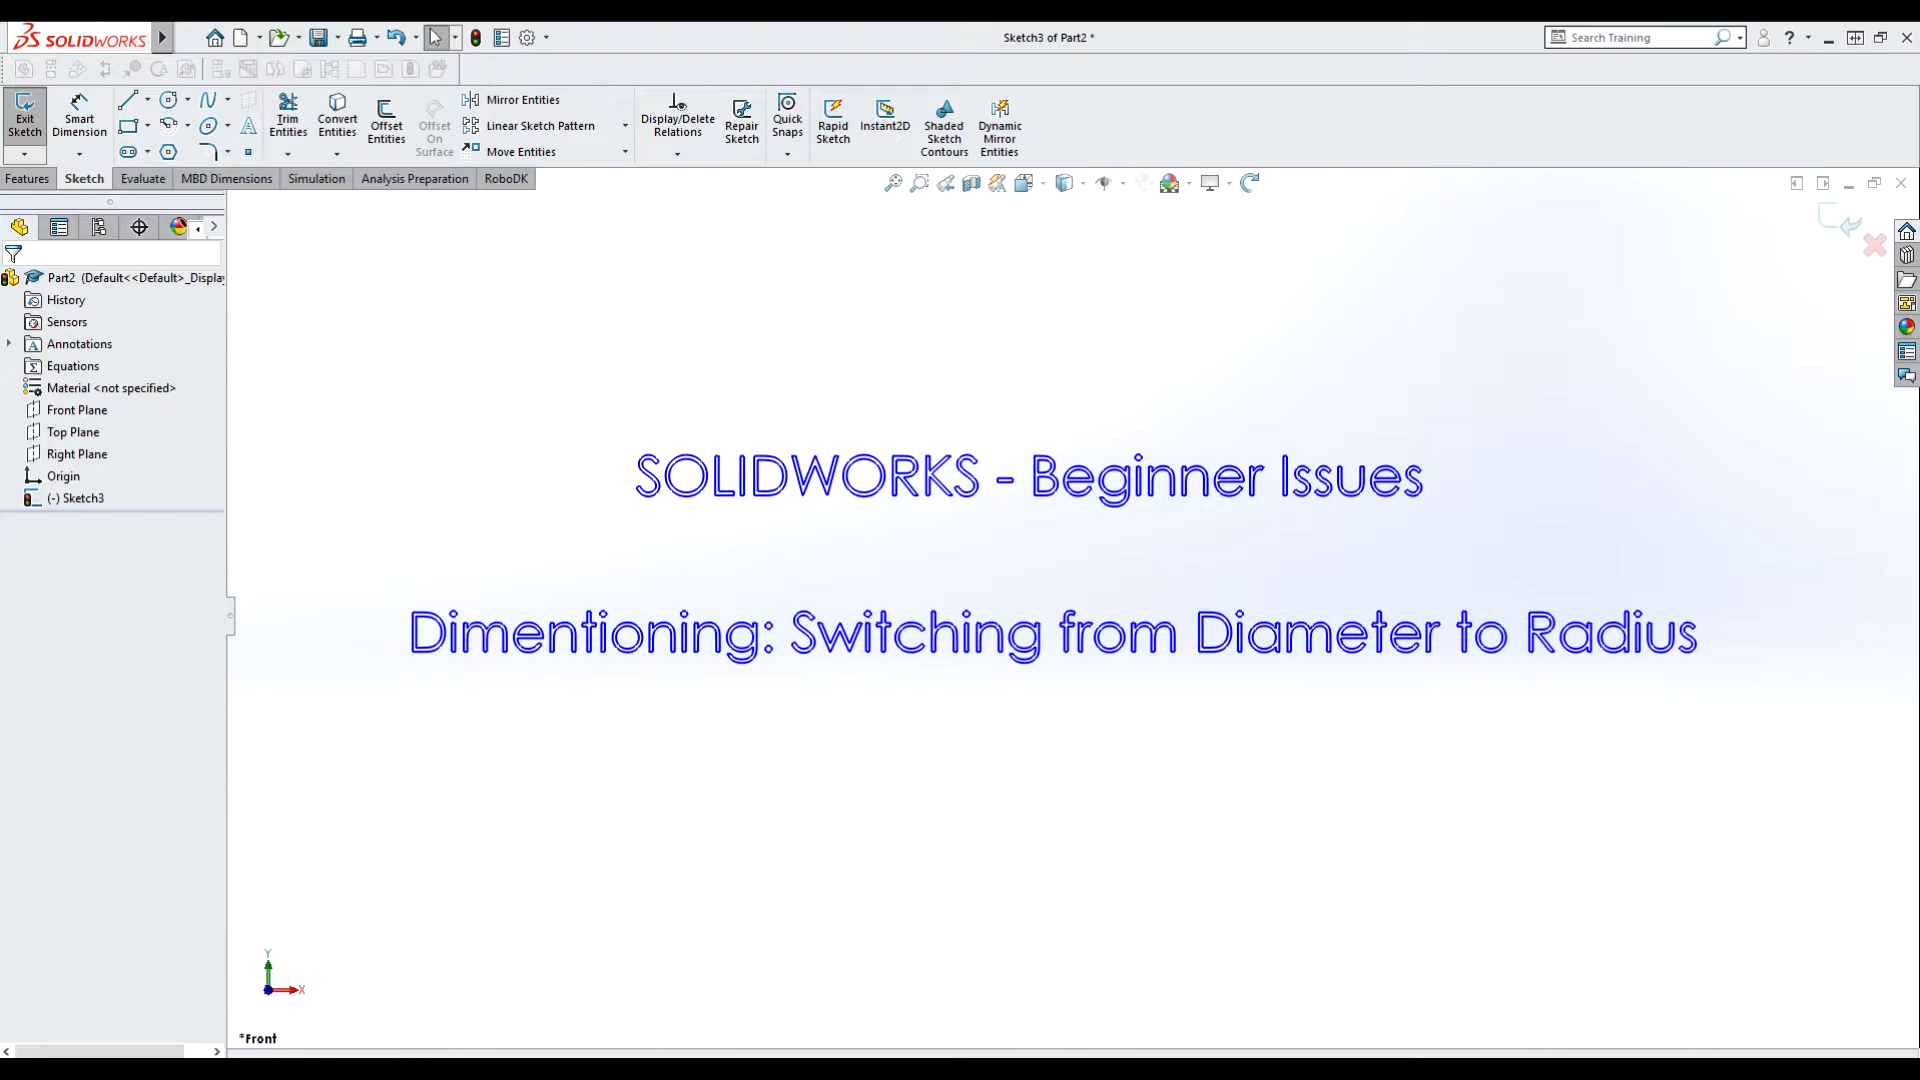 SOLIDWORKS
Sketch3 of Part2 *
Search Training
?
Exit Sketch
Smart Dimension
Trim Entities
Convert Entities
Offset Entities
Offset On Surface
Mirror Entities
Linear Sketch Pattern
Move Entities
Display/Delete Relations
Repair Sketch
Quick Snaps
Rapid Sketch
Instant2D
Shaded Sketch Contours
Dynamic Mirror Entities
Features Sketch Evaluate MBD Dimensions Simulation Analysis Preparation RoboDK
Part2 (Default<<Default>_Displa
History
Sensors
Annotations
Equations
Material <not specified>
Front Plane
Top Plane
Right Plane
Origin
(-) Sketch3
SOLIDWORKS - Beginner Issues
Dimentioning: Switching from Diameter to Radius
Y
X
*Front